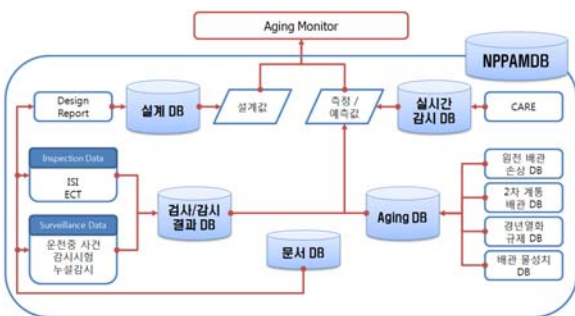 Aging Monitor
NPPAMDB
Design
Report
설계 DB
설계값
측정 /
예측값
실시간
감시 DB
CARE
Inspection Data
ISI
ECT
Surveillance Data
운전중 사건
감시시험
누설감시
검사/감시
결과 DB
문서 DB
Aging DB
원전 배관
손상 DB
2차 계통
배관 DB
경년열화
규제 DB
배관 물성치
DB